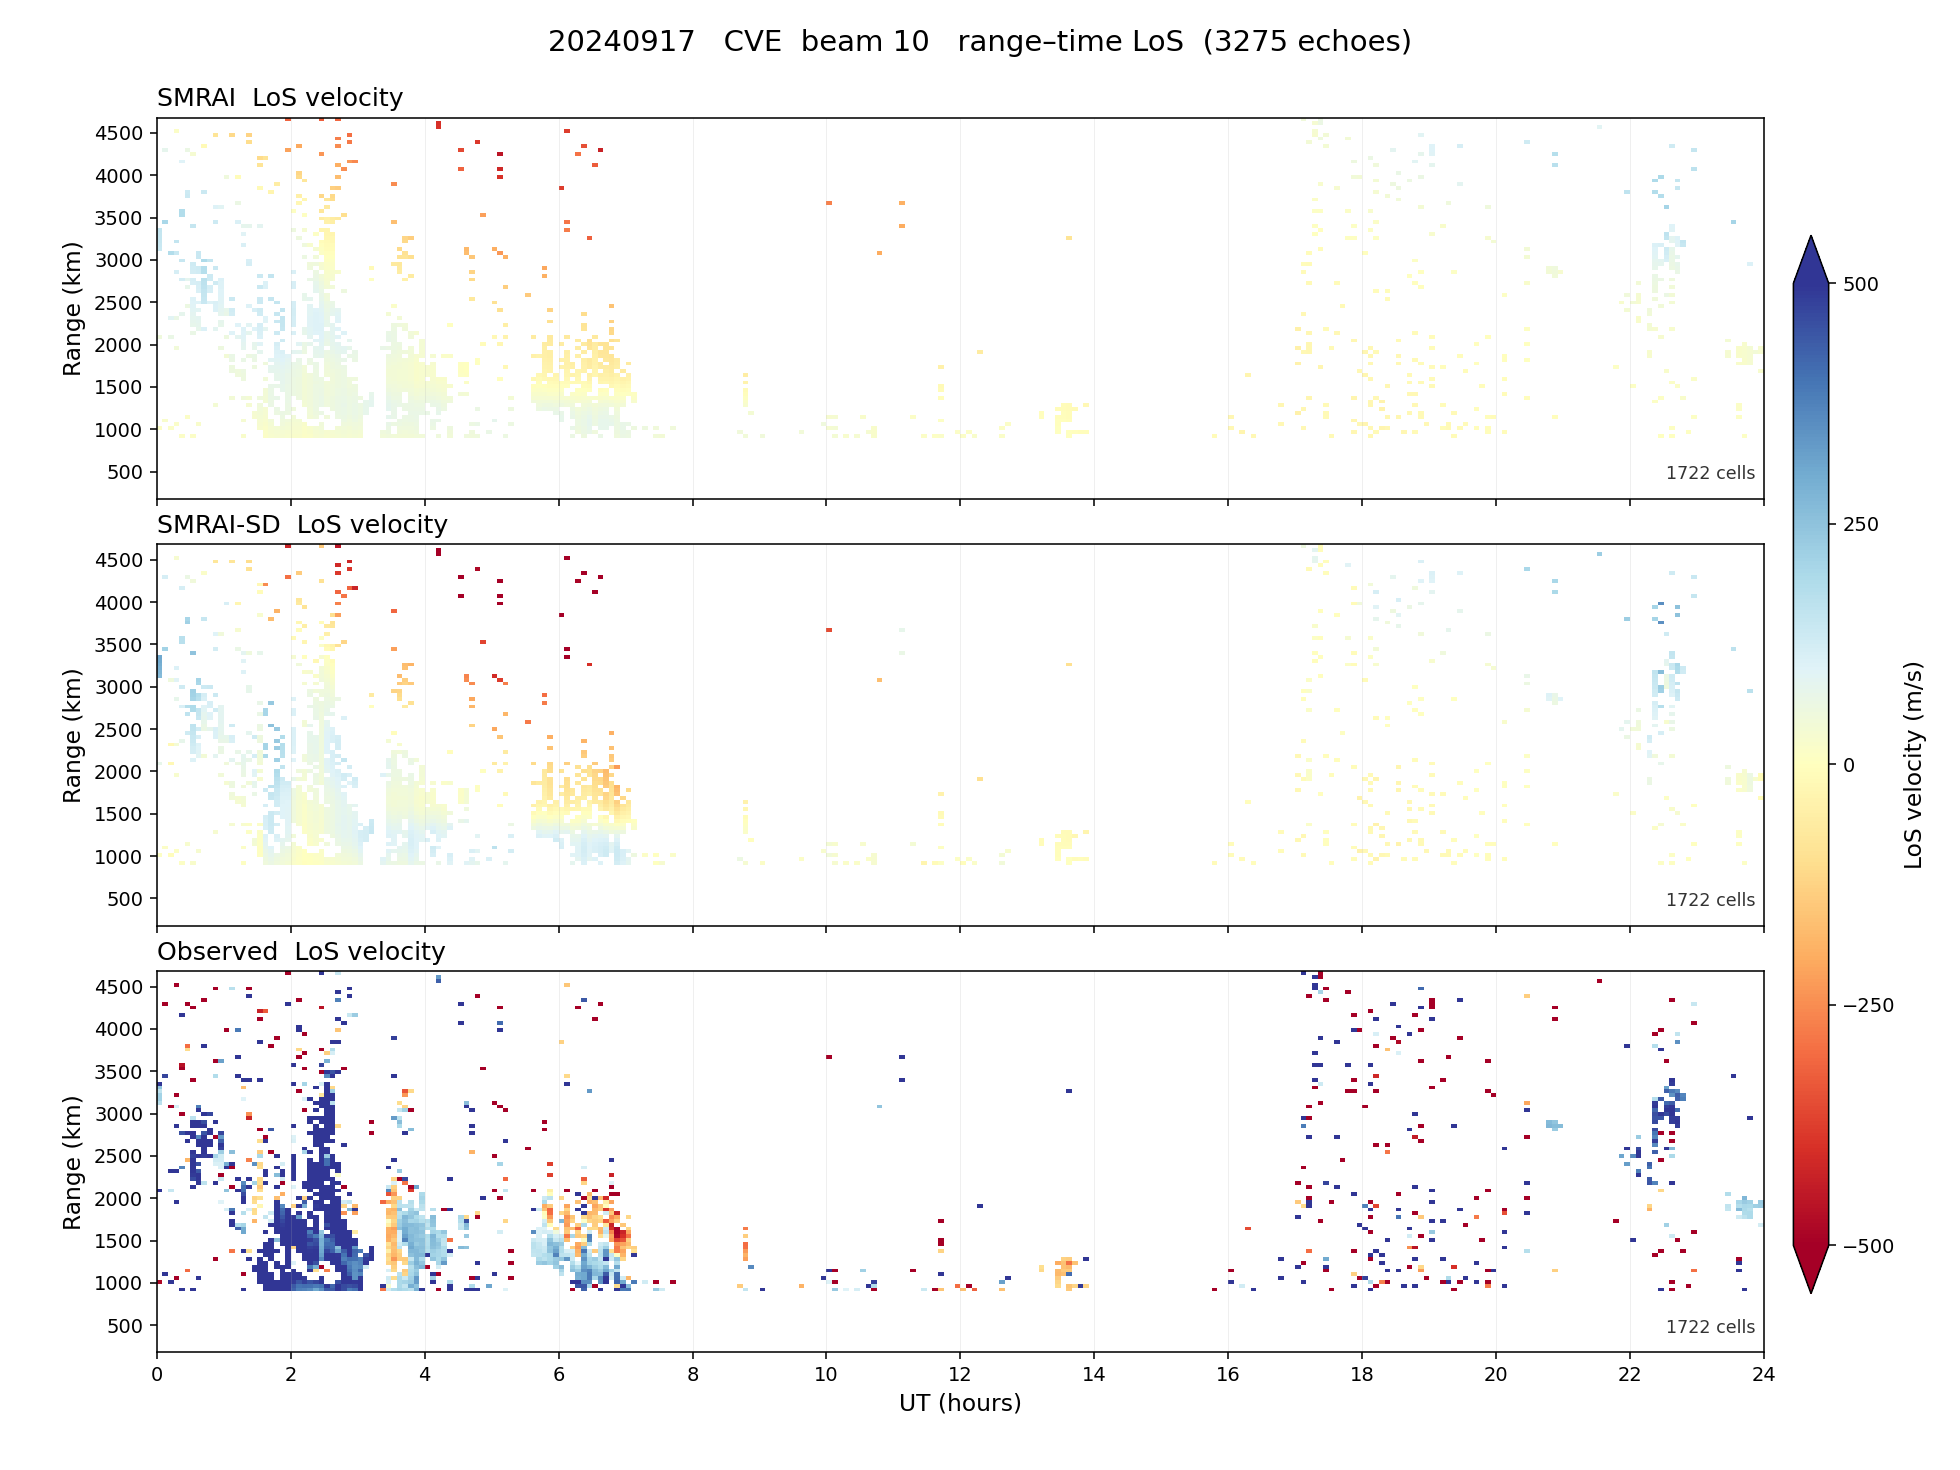 20240917   CVE  beam 10   range–time LoS  (3275 echoes)
SMRAI  LoS velocity
4500
4000
3500
3000
2500
2000
1500
1000
500
Range (km)
1722 cells
SMRAI-SD  LoS velocity
4500
4000
3500
3000
2500
2000
1500
1000
500
Range (km)
1722 cells
Observed  LoS velocity
4500
4000
3500
3000
2500
2000
1500
1000
500
Range (km)
1722 cells
0 2 4 6 8 10 12 14 16 18 20 22 24
UT (hours)
500
250
0
−250
−500
LoS velocity (m/s)